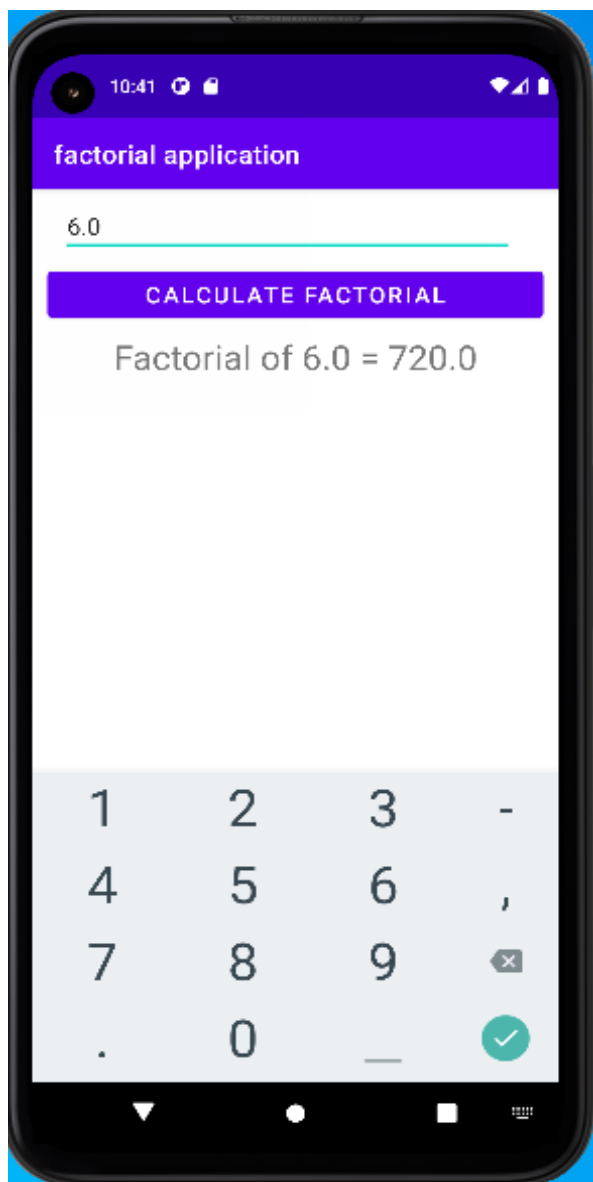 10:41
factorial application
6.0
CALCULATE FACTORIAL
Factorial of 6.0 = 720.0
1 2 3 -
4 5 6 ,
7 8 9
. 0 _